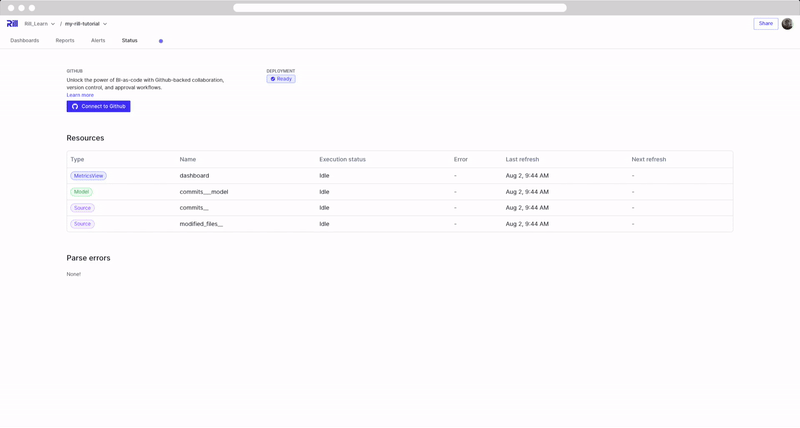 Rill Rill_Learn / my-rill-tutorial Share
Dashboards Reports Alerts Status
GITHUB
Unlock the power of BI-as-code with Github-backed collaboration,
version control, and approval workflows.
Learn more
Connect to Github
DEPLOYMENT
Ready
Resources
Type Name Execution status Error Last refresh Next refresh
MetricsView dashboard Idle - Aug 2, 9:44 AM -
Model commits___model Idle - Aug 2, 9:44 AM -
Source commits__ Idle - Aug 2, 9:44 AM -
Source modified_files__ Idle - Aug 2, 9:44 AM -
Parse errors
None!